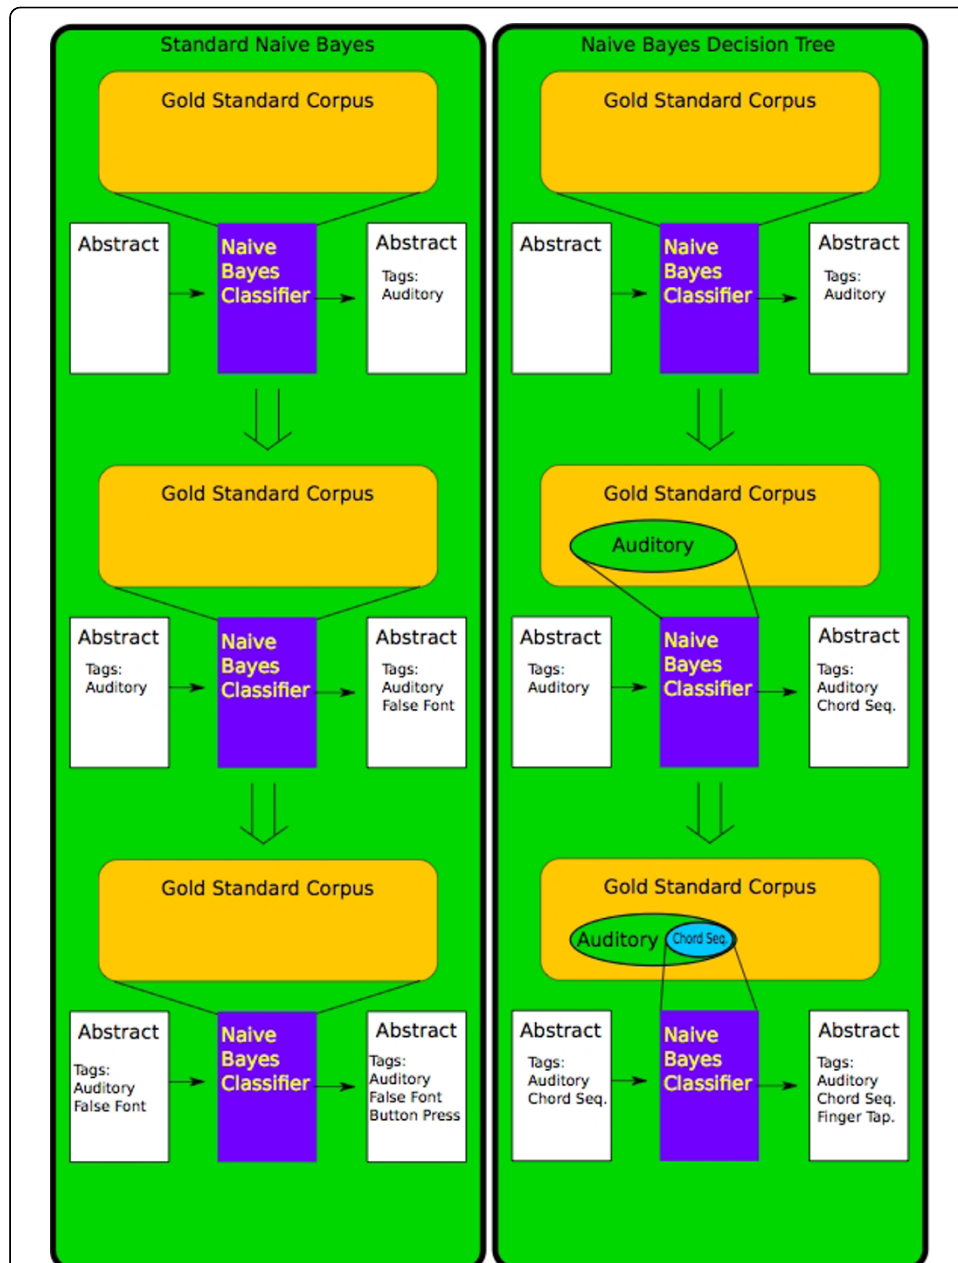 Standard Naive Bayes
Gold Standard Corpus
Abstract
Naive
Bayes
Classifier
Abstract
Tags:
Auditory
Gold Standard Corpus
Abstract
Tags:
Auditory
Naive
Bayes
Classifier
Abstract
Tags:
Auditory
False Font
Gold Standard Corpus
Abstract
Tags:
Auditory
False Font
Naive
Bayes
Classifier
Abstract
Tags:
Auditory
False Font
Button Press
Naive Bayes Decision Tree
Gold Standard Corpus
Abstract
Naive
Bayes
Classifier
Abstract
Tags:
Auditory
Gold Standard Corpus
Auditory
Abstract
Tags:
Auditory
Naive
Bayes
Classifier
Abstract
Tags:
Auditory
Chord Seq.
Gold Standard Corpus
Auditory
Chord Seq.
Abstract
Tags:
Auditory
Chord Seq.
Naive
Bayes
Classifier
Abstract
Tags:
Auditory
Chord Seq.
Finger Tap.